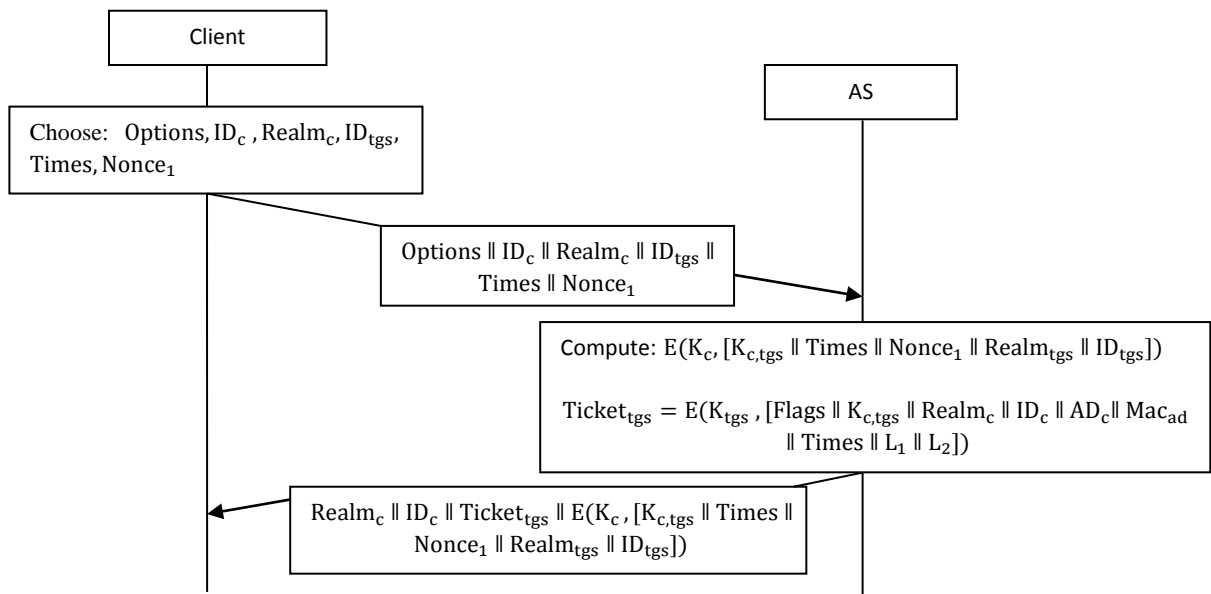 Client
AS
Choose: Options, ID_c , Realm_c, ID_tgs,
Times, Nonce_1
Options ‖ ID_c ‖ Realm_c ‖ ID_tgs ‖
Times ‖ Nonce_1
Compute: E(K_c, [K_c,tgs ‖ Times ‖ Nonce_1 ‖ Realm_tgs ‖ ID_tgs])
Ticket_tgs = E(K_tgs , [Flags ‖ K_c,tgs ‖ Realm_c ‖ ID_c ‖ AD_c‖ Mac_ad
‖ Times ‖ L_1 ‖ L_2])
Realm_c ‖ ID_c ‖ Ticket_tgs ‖ E(K_c , [K_c,tgs ‖ Times ‖
Nonce_1 ‖ Realm_tgs ‖ ID_tgs])